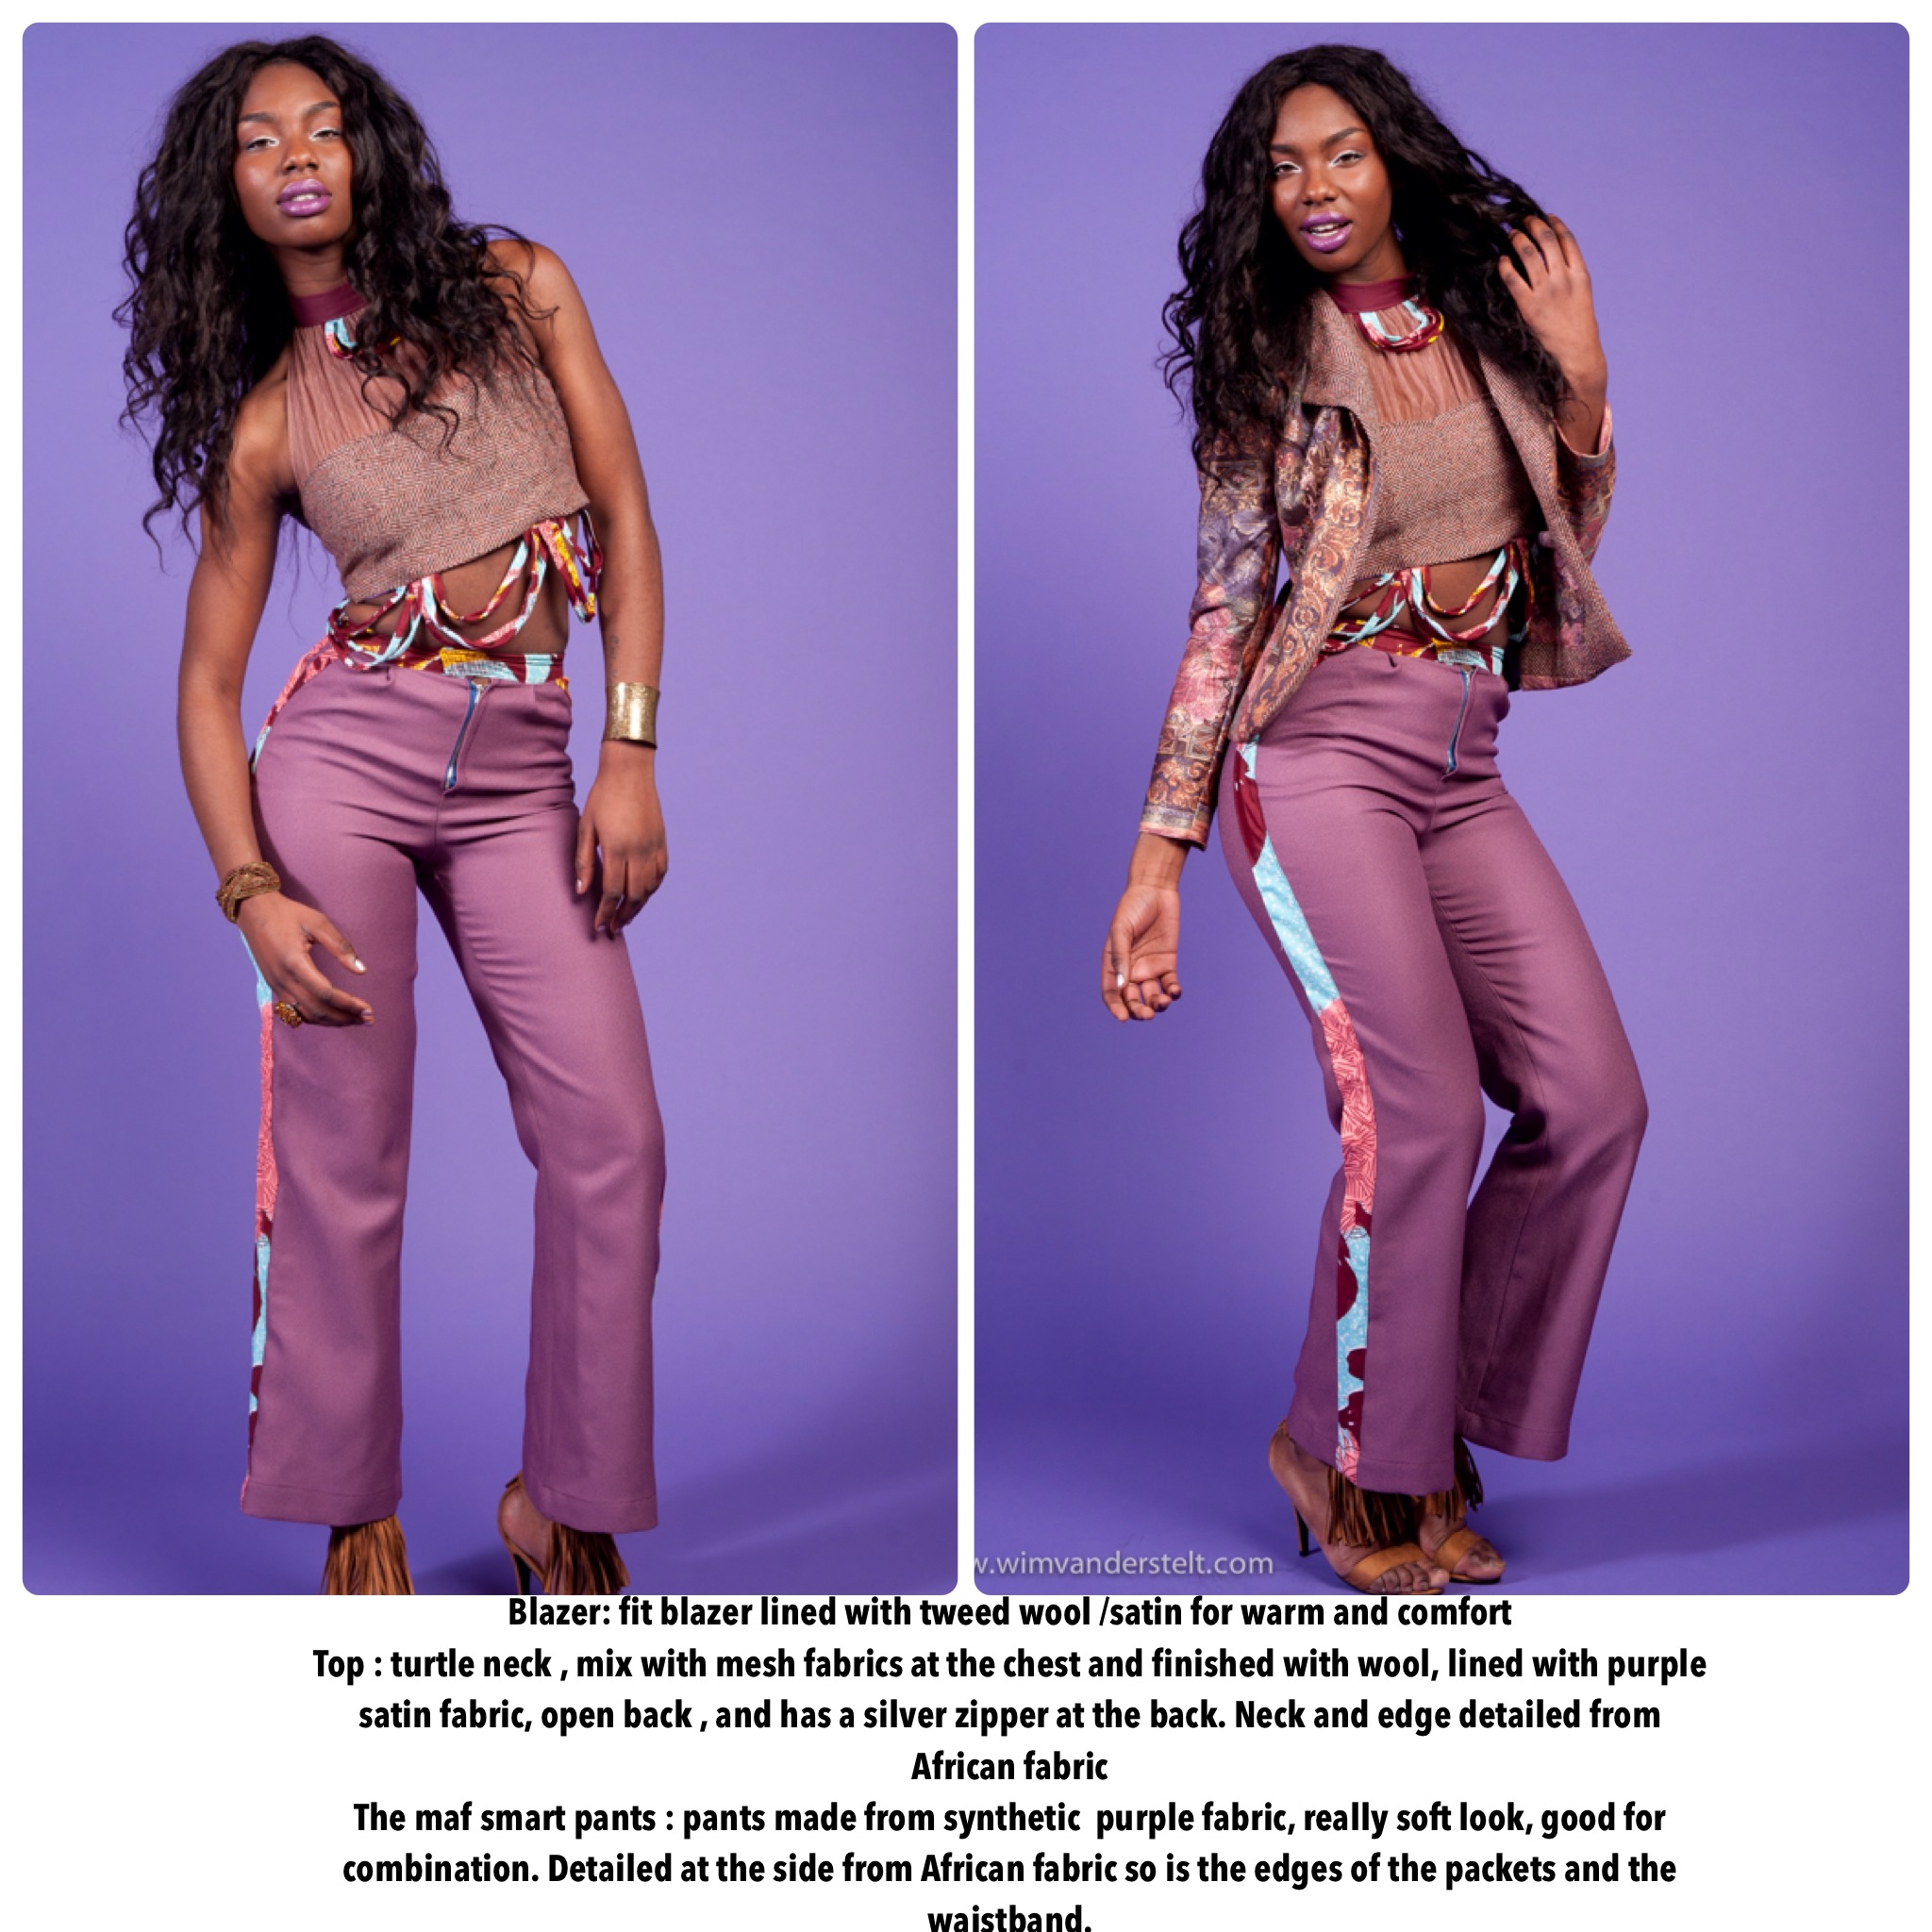 w.wimvanderstelt.com
Blazer: fit blazer lined with tweed wool /satin for warm and comfort
Top : turtle neck , mix with mesh fabrics at the chest and finished with wool, lined with purple
satin fabric, open back , and has a silver zipper at the back. Neck and edge detailed from
African fabric
The maf smart pants : pants made from synthetic  purple fabric, really soft look, good for
combination. Detailed at the side from African fabric so is the edges of the packets and the
waistband.